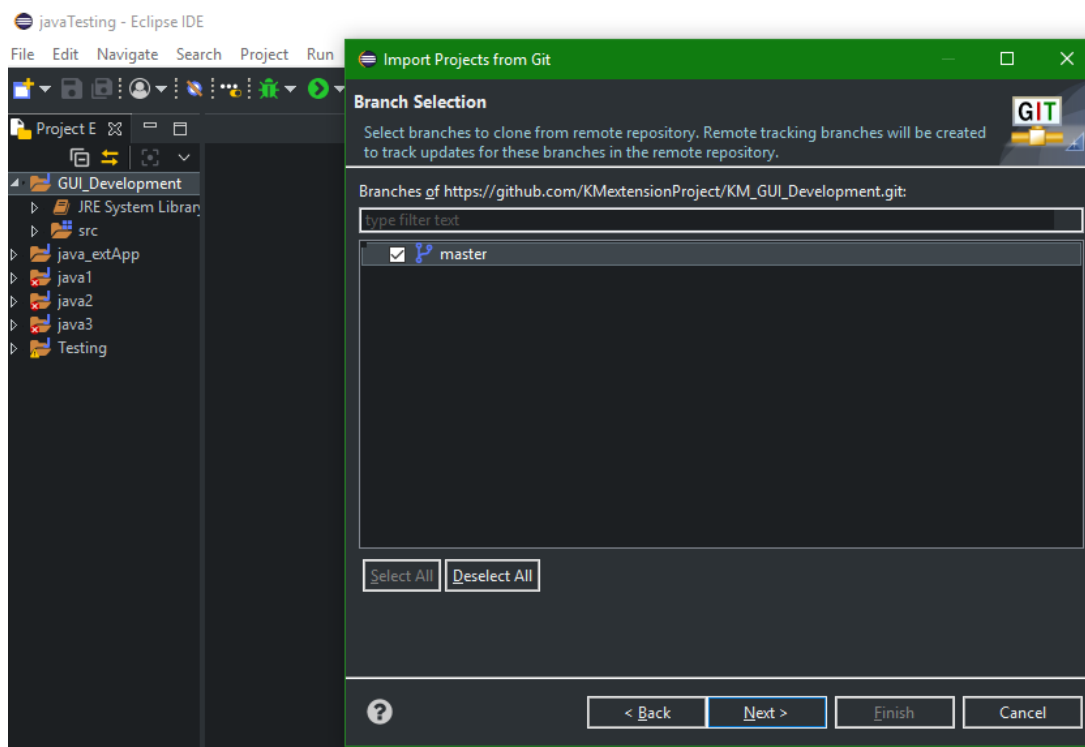 javaTesting - Eclipse IDE
File Edit Navigate Search Project Run
Project E
GUI_Development
JRE System Librar
src
java_extApp
java1
java2
java3
Testing
Import Projects from Git
Branch Selection
Select branches to clone from remote repository. Remote tracking branches will be created
to track updates for these branches in the remote repository.
GIT
Branches of https://github.com/KMextensionProject/KM_GUI_Development.git:
type filter text
master
Select All Deselect All
< Back Next > Finish Cancel